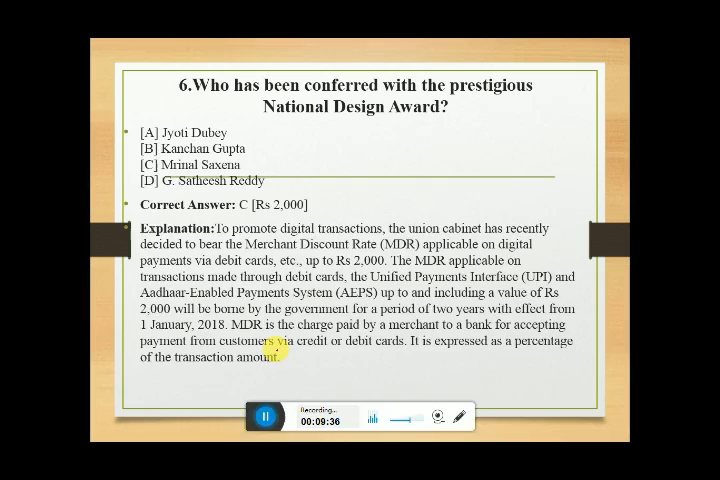 6.Who has been conferred with the prestigious
National Design Award?
[A] Jyoti Dubey
[B] Kanchan Gupta
[C] Mrinal Saxena
[D] G. Satheesh Reddy
Correct Answer: C [Rs 2,000]
Explanation:To promote digital transactions, the union cabinet has recently
decided to bear the Merchant Discount Rate (MDR) applicable on digital
payments via debit cards, etc., up to Rs 2,000. The MDR applicable on
transactions made through debit cards, the Unified Payments Interface (UPI) and
Aadhaar-Enabled Payments System (AEPS) up to and including a value of Rs
2,000 will be borne by the government for a period of two years with effect from
1 January, 2018. MDR is the charge paid by a merchant to a bank for accepting
payment from customers via credit or debit cards. It is expressed as a percentage
of the transaction amount.
Recording...
00:09:36